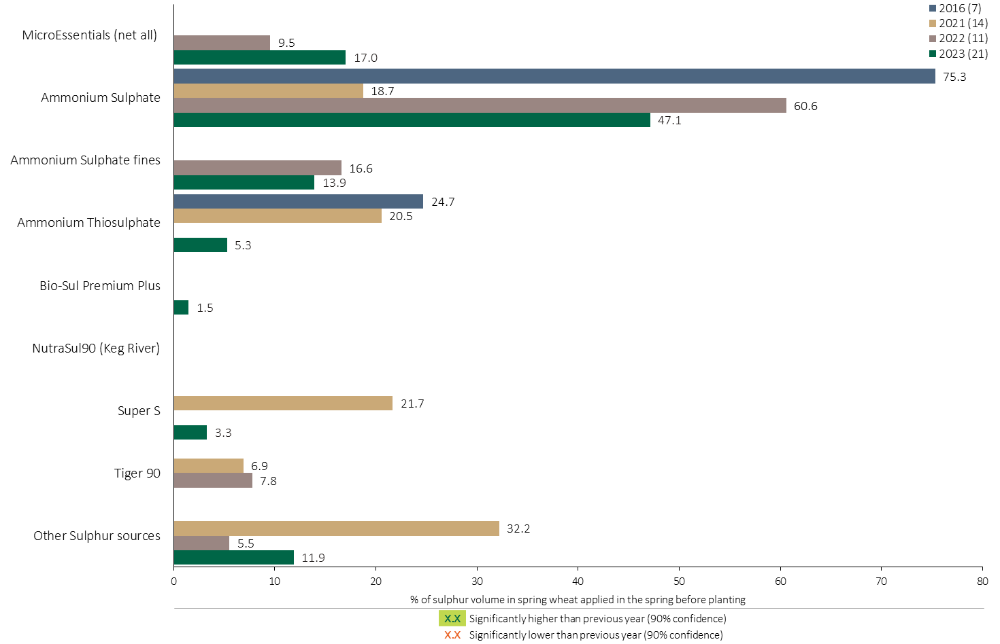 2016 (7)
2021 (14)
2022 (11)
2023 (21)
MicroEssentials (net all)
9.5
17.0
Ammonium Sulphate
75.3
18.7
60.6
47.1
Ammonium Sulphate fines
16.6
13.9
Ammonium Thiosulphate
24.7
20.5
5.3
Bio-Sul Premium Plus
1.5
NutraSul90 (Keg River)
Super S
21.7
3.3
Tiger 90
6.9
7.8
Other Sulphur sources
32.2
5.5
11.9
0 10 20 30 40 50 60 70 80
% of sulphur volume in spring wheat applied in the spring before planting
X.X Significantly higher than previous year (90% confidence)
X.X Significantly lower than previous year (90% confidence)